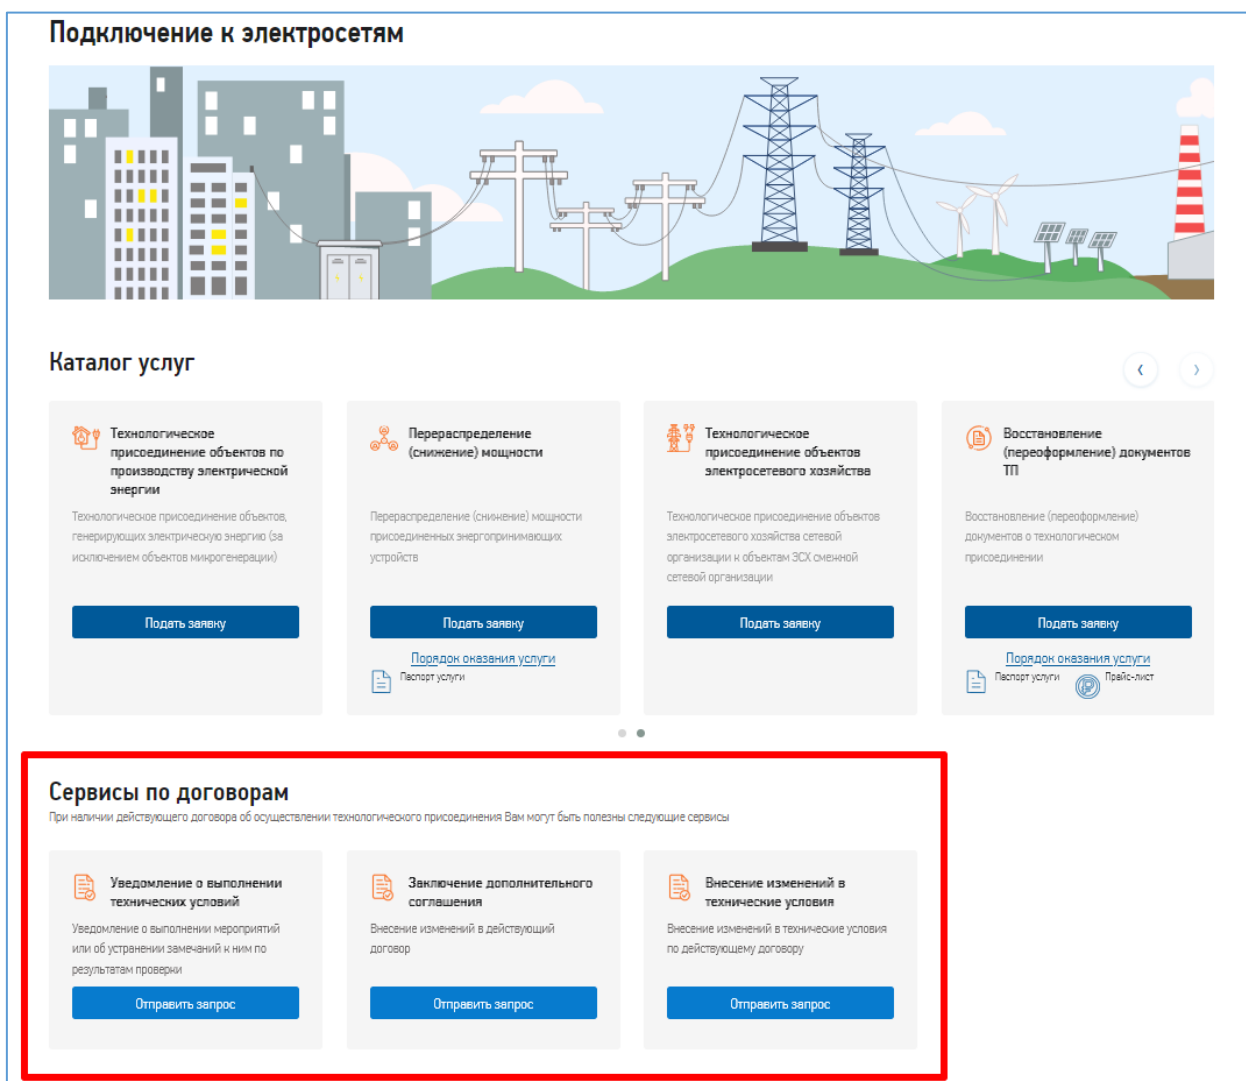 Подключение к электросетям
Каталог услуг
Технологическое
присоединение объектов по
производству электрической
энергии
Технологическое присоединение объектов,
генерирующих электрическую энергию (за
исключением объектов микрогенерации)
Подать заявку
Перераспределение
(снижение) мощности
Перераспределение (снижение) мощности
присоединенных энергопринимающих
устройств
Подать заявку
Порядок оказания услуги
Паспорт услуги
Технологическое
присоединение объектов
электросетевого хозяйства
Технологическое присоединение объектов
электросетевого хозяйства сетевой
организации к объектам ЭСХ смежной
сетевой организации
Подать заявку
Восстановление
(переоформление) документов
ТП
Восстановление (переоформление)
документов о технологическом
присоединении
Подать заявку
Порядок оказания услуги
Паспорт услуги
Прайс-лист
Сервисы по договорам
При наличии действующего договора об осуществлении технологического присоединения Вам могут быть полезны следующие сервисы
Уведомление о выполнении
технических условий
Уведомление о выполнении мероприятий
или об устранении замечаний к ним по
результатам проверки
Отправить запрос
Заключение дополнительного
соглашения
Внесение изменений в действующий
договор
Отправить запрос
Внесение изменений в
технические условия
Внесение изменений в технические условия
по действующему договору
Отправить запрос